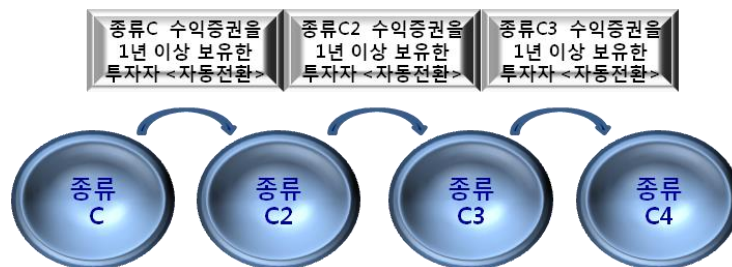 종류C 수익증권을
1년 이상 보유한
투자자 <자동전환>
종류C2 수익증권을
1년 이상 보유한
투자자 <자동전환>
종류C3 수익증권을
1년 이상 보유한
투자자 <자동전환>
종류
C
종류
C2
종류
C3
종류
C4